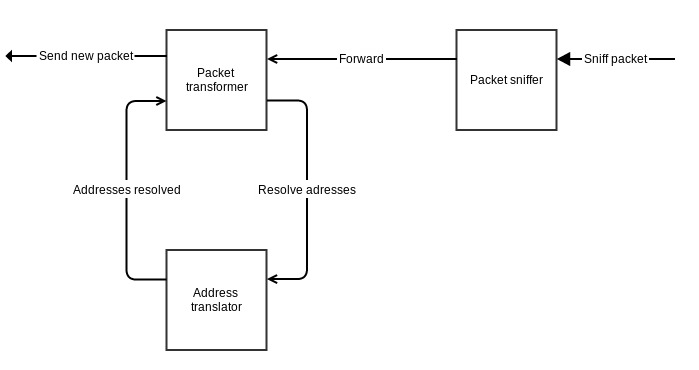 Send new packet
Packet
transformer
Forward
Packet sniffer
Sniff packet
Addresses resolved
Resolve adresses
Address
translator